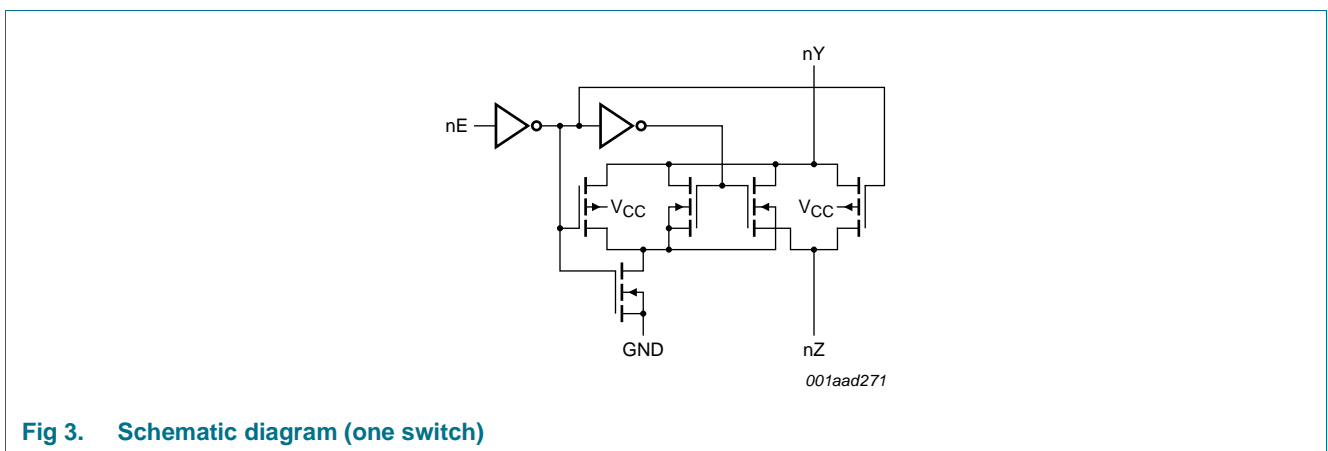 nY
nE
VCC
VCC
GND
nZ
001aad271
Fig 3. Schematic diagram (one switch)